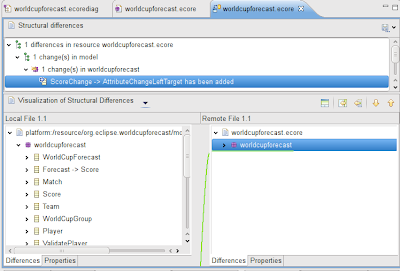 worldcupforecast.ecorediag
worldcupforecast.ecore
worldcupforecast.ecore
Structural differences
1 differences in resource worldcupforecast.ecore
1 change(s) in model
1 change(s) in worldcupforecast
ScoreChange -> AttributeChangeLeftTarget has been added
Visualization of Structural Differences
Local File 1.1
Remote File 1.1
platform:/resource/org.eclipse.worldcupforecast/mo
worldcupforecast
WorldCupForecast
Forecast -> Score
Match
Score
Team
WorldCupGroup
Player
ValidatePlayer
worldcupforecast.ecore
worldcupforecast
Differences
Properties
Differences
Properties